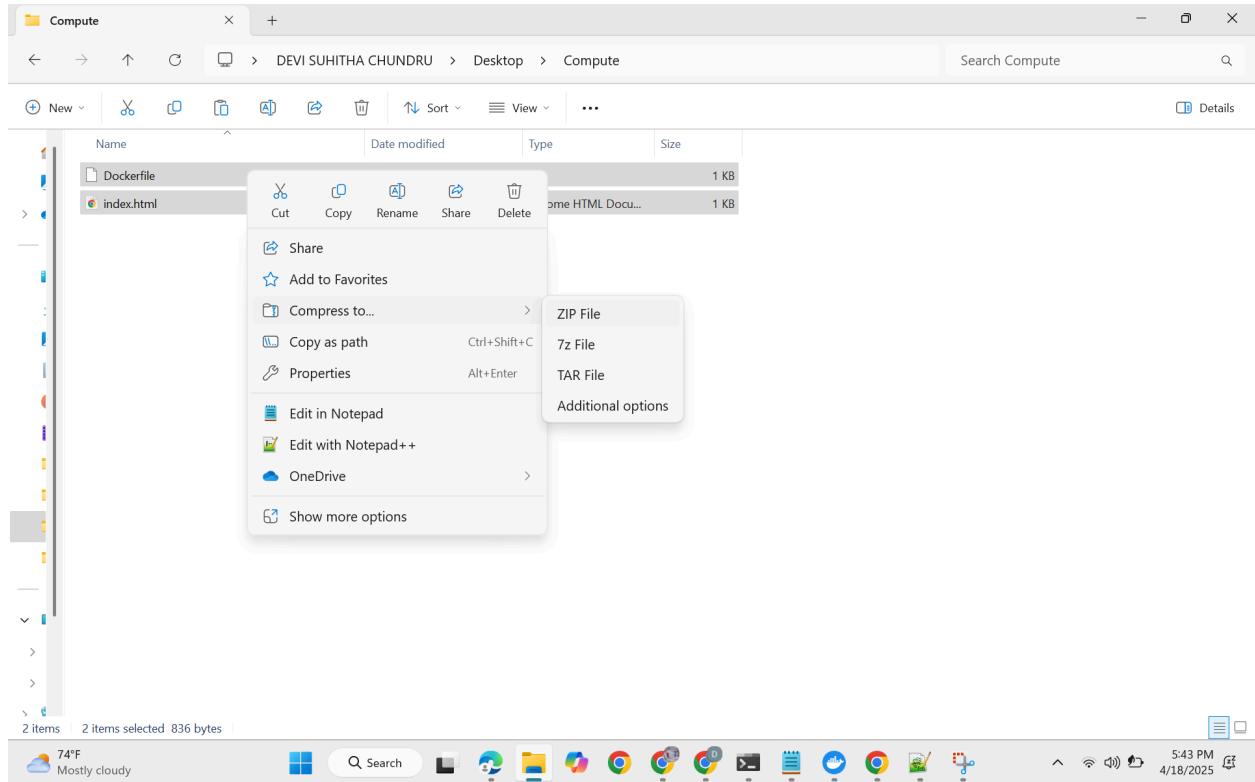 Compute
DEVI SUHITHA CHUNDRU > Desktop > Compute
Search Compute
New
Sort
View
Details
Name Date modified Type Size
Dockerfile 1 KB
index.html ome HTML Docu... 1 KB
Cut Copy Rename Share Delete
Share
Add to Favorites
Compress to...
ZIP File
Copy as path Ctrl+Shift+C
7z File
Properties Alt+Enter
TAR File
Additional options
Edit in Notepad
Edit with Notepad++
OneDrive
Show more options
2 items 2 items selected 836 bytes
74°F
Mostly cloudy
Search
5:43 PM
4/18/2025